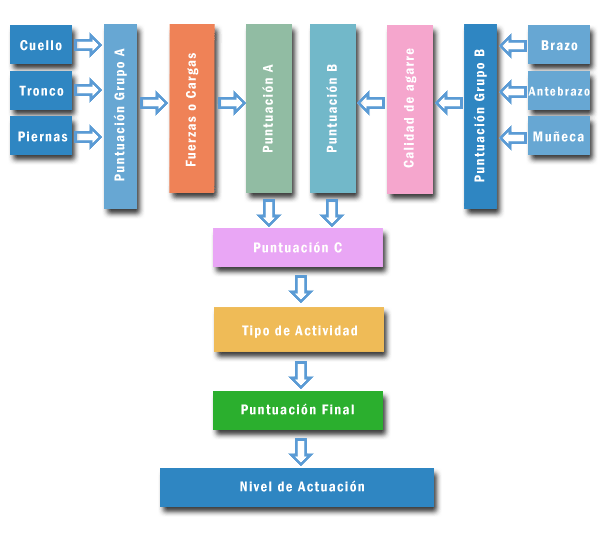 Cuello
Tronco
Piernas
Puntuación Grupo A
Fuerzas o Cargas
Puntuación A
Puntuación B
Calidad de agarre
Puntuación Grupo B
Brazo
Antebrazo
Muñeca
Puntuación C
Tipo de Actividad
Puntuación Final
Nivel de Actuación